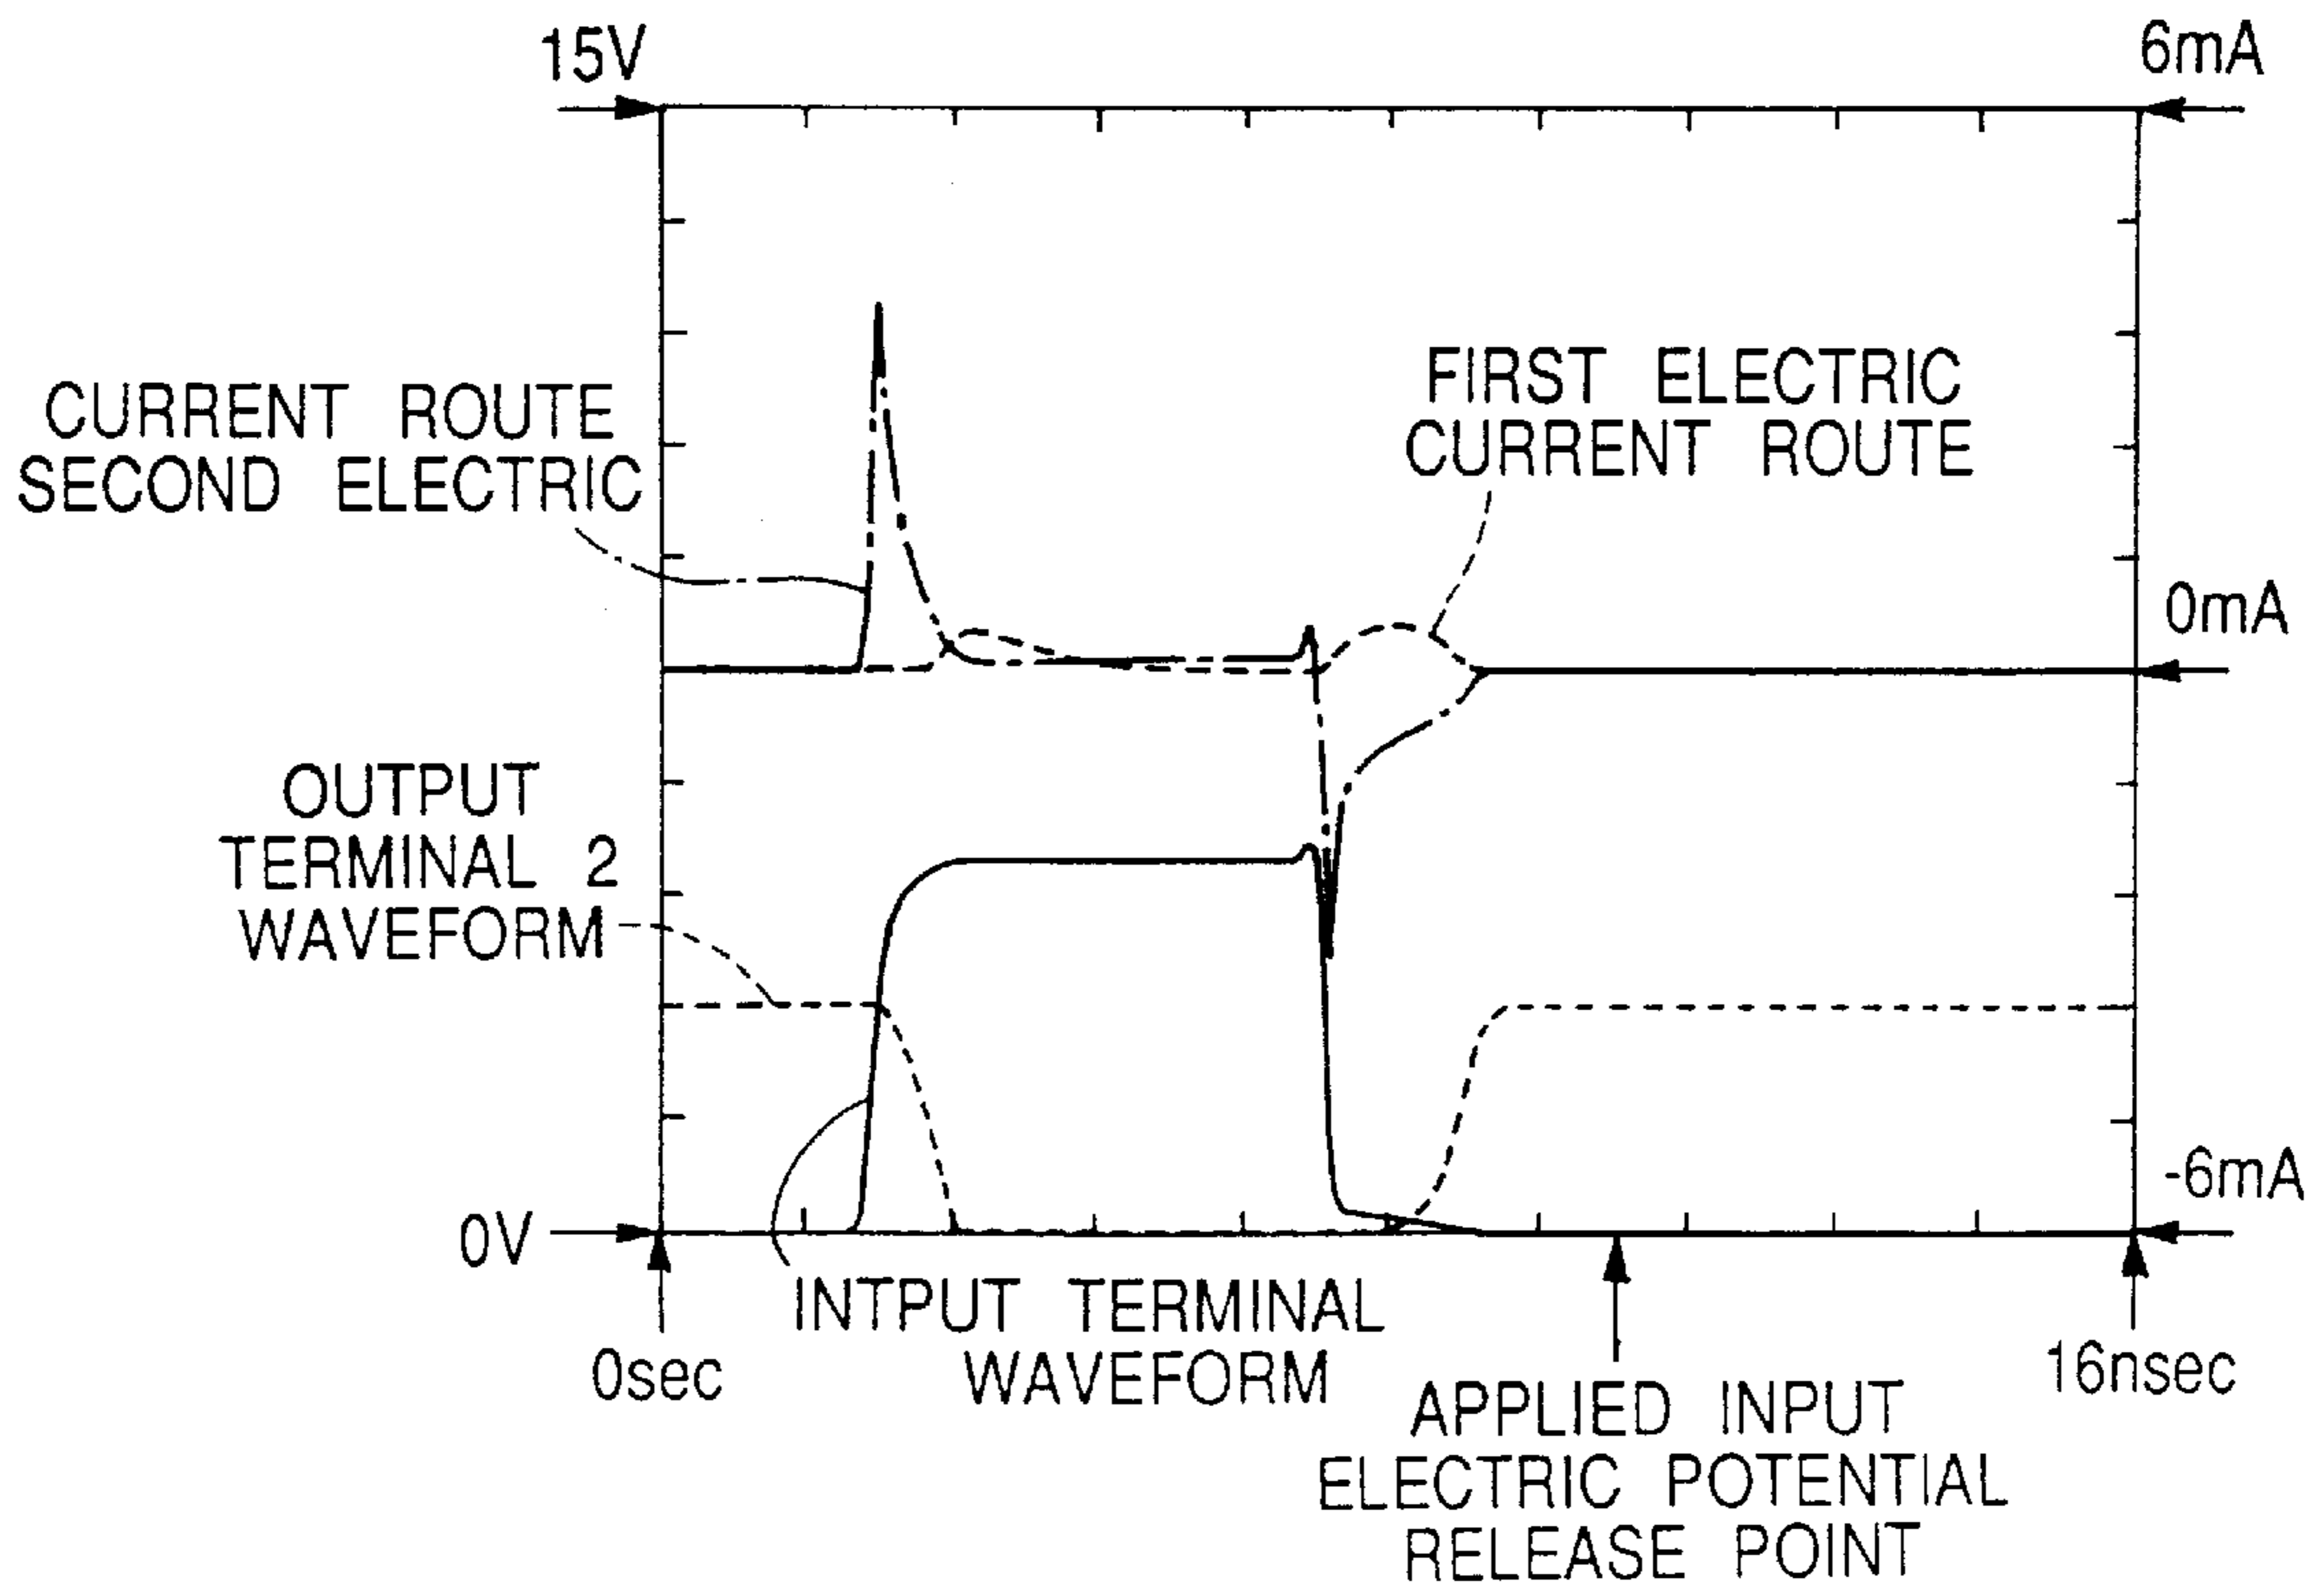 15V
6mA
CURRENT ROUTE
SECOND ELECTRIC
FIRST ELECTRIC
CURRENT ROUTE
0mA
OUTPUT
TERMINAL 2
WAVEFORM
-6mA
0V
INTPUT TERMINAL
WAVEFORM
0sec
16nsec
APPLIED INPUT
ELECTRIC POTENTIAL
RELEASE POINT